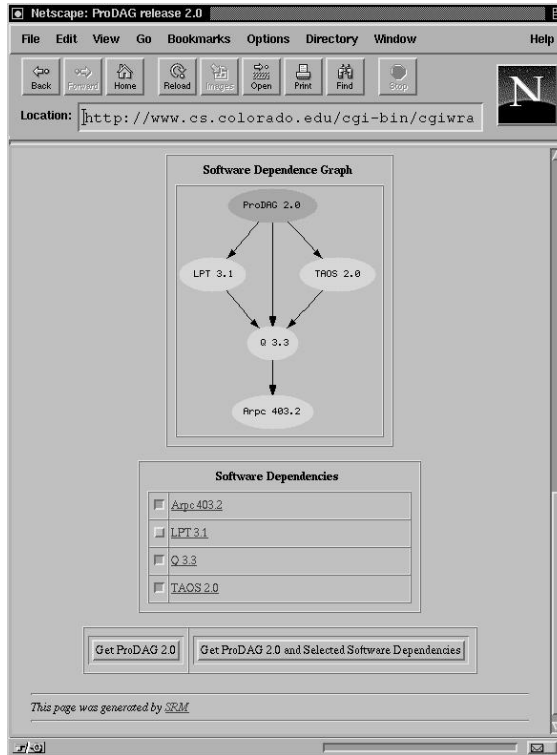 Netscape: ProDAG release 2.0
File Edit View Go Bookmarks Options Directory Window Help
Back Forward Home Reload Images Open Print Find Stop
N
Location: http://www.cs.colorado.edu/cgi-bin/cgiwra
Software Dependence Graph
ProDAG 2.0
LPT 3.1 TAOS 2.0
Q 3.3
Arpc 403.2
Software Dependencies
Arpc 403.2
LPT 3.1
Q 3.3
TAOS 2.0
Get ProDAG 2.0 Get ProDAG 2.0 and Selected Software Dependencies
This page was generated by SRM